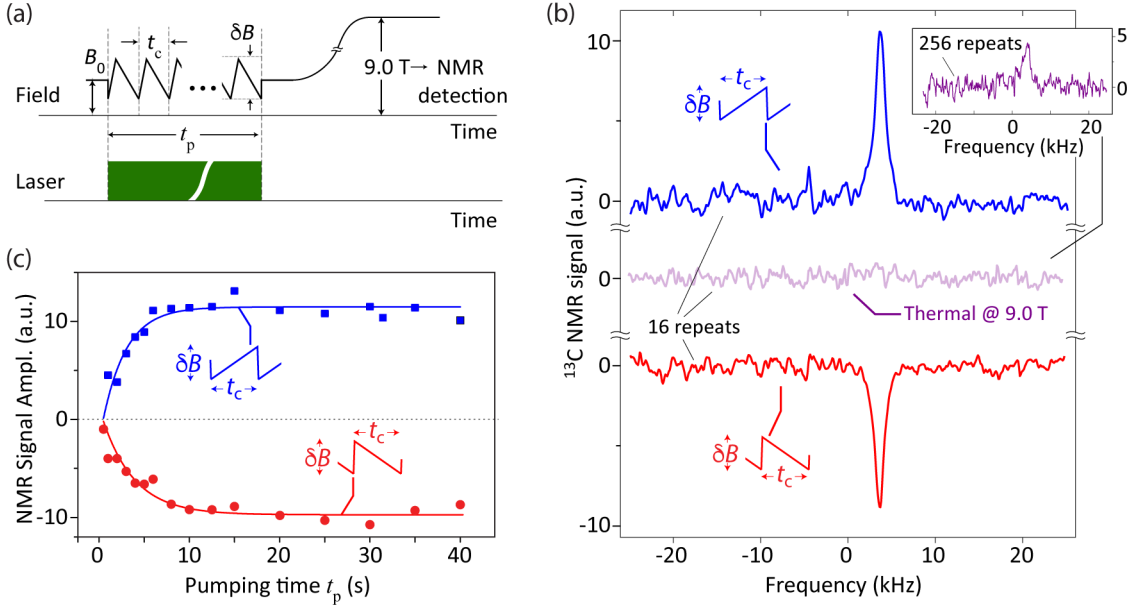 (a)
t_c
δB
B_0
9.0 T → NMR
detection
Field
Time
t_p
Laser
Time
(b)
10
0
0
0
-10
-20
-10
0
10
20
¹³C NMR signal (a.u.)
Frequency (kHz)
t_c
δB
256 repeats
5
0
-20
0
20
Frequency (kHz)
16 repeats
Thermal @ 9.0 T
t_c
δB
t_c
(c)
10
0
-10
0
10
20
30
40
NMR Signal Ampl. (a.u.)
Pumping time t_p (s)
δB
t_c
t_c
δB